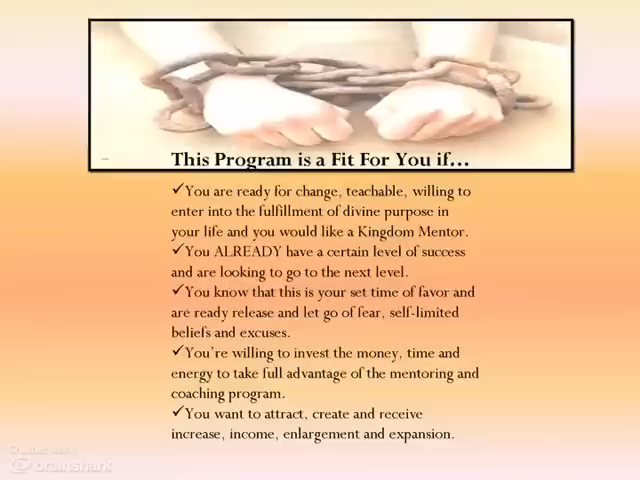 This Program is a Fit For You if...
✓You are ready for change, teachable, willing to
enter into the fulfillment of divine purpose in
your life and you would like a Kingdom Mentor.
✓You ALREADY have a certain level of success
and are looking to go to the next level.
✓You know that this is your set time of favor and
are ready release and let go of fear, self-limited
beliefs and excuses.
✓You're willing to invest the money, time and
energy to take full advantage of the mentoring and
coaching program.
✓You want to attract, create and receive
increase, income, enlargement and expansion.
brainshark